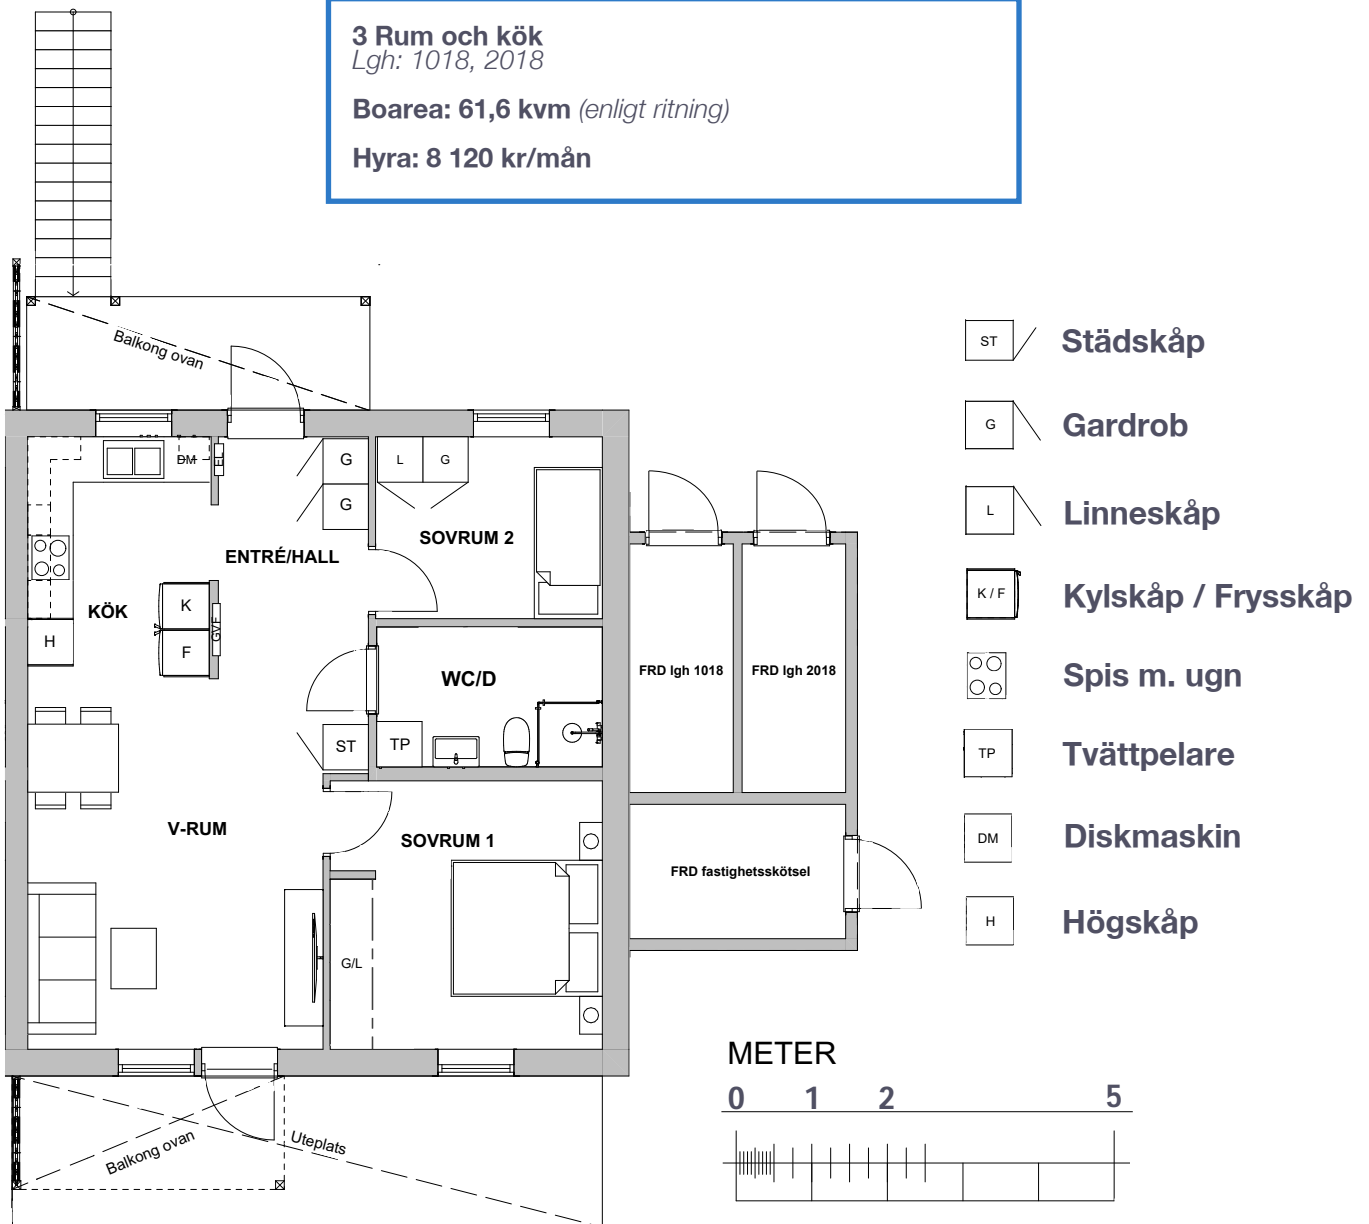 3 Rum och kök
Lgh: 1018, 2018
Boarea: 61,6 kvm (enligt ritning)
Hyra: 8 120 kr/mån
Balkong ovan
DM
EL
G
G
L
G
SOVRUM 2
ENTRÉ/HALL
KÖK
K
F
GVF
H
WC/D
ST
TP
V-RUM
SOVRUM 1
G/L
FRD lgh 1018
FRD lgh 2018
FRD fastighetsskötsel
Balkong ovan
Uteplats
ST
Städskåp
G
Gardrob
L
Linneskåp
K / F
Kylskåp / Frysskåp
Spis m. ugn
TP
Tvättpelare
DM
Diskmaskin
H
Högskåp
METER
0 1 2 5